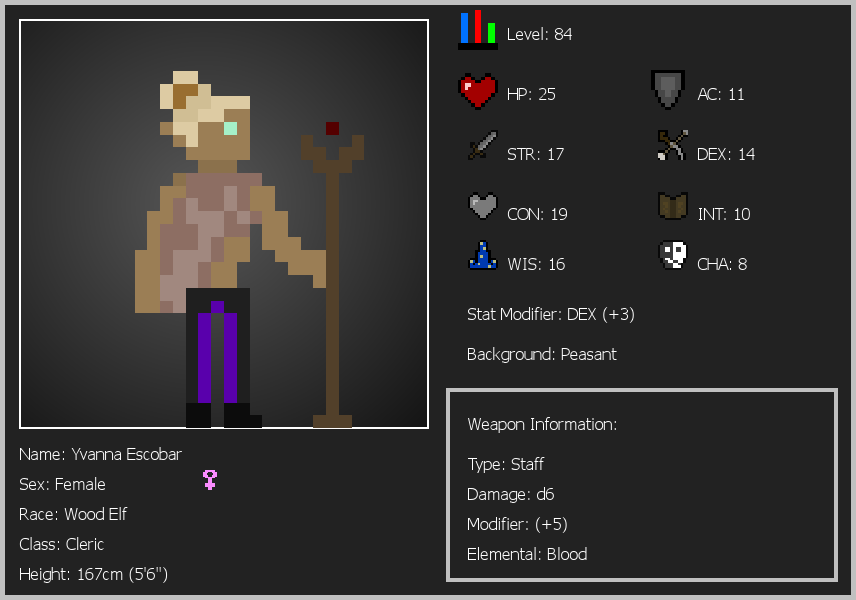 Level: 84
HP: 25
AC: 11
STR: 17
DEX: 14
CON: 19
INT: 10
WIS: 16
CHA: 8
Stat Modifier: DEX (+3)
Background: Peasant
Weapon Information:
Type: Staff
Damage: d6
Modifier: (+5)
Elemental: Blood
Name: Yvanna Escobar
Sex: Female
Race: Wood Elf
Class: Cleric
Height: 167cm (5'6")